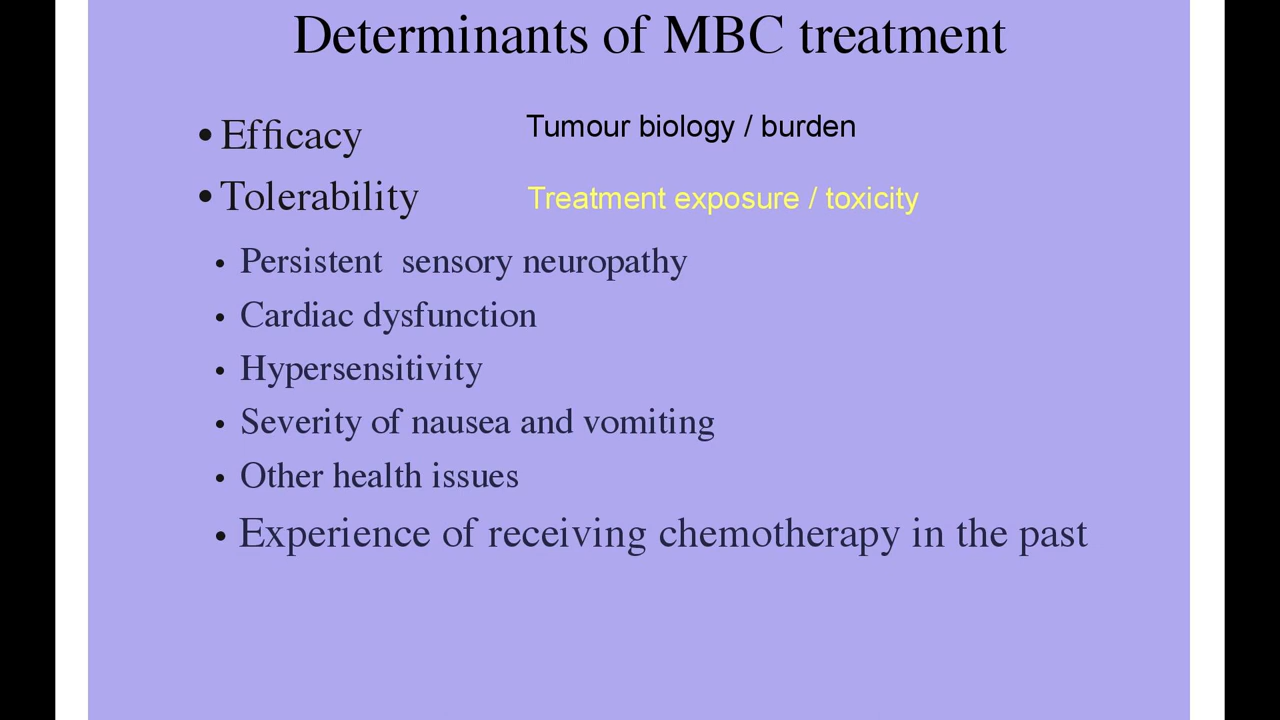 Determinants of MBC treatment
• Efficacy Tumour biology / burden
• Tolerability Treatment exposure / toxicity
• Persistent sensory neuropathy
• Cardiac dysfunction
• Hypersensitivity
• Severity of nausea and vomiting
• Other health issues
• Experience of receiving chemotherapy in the past